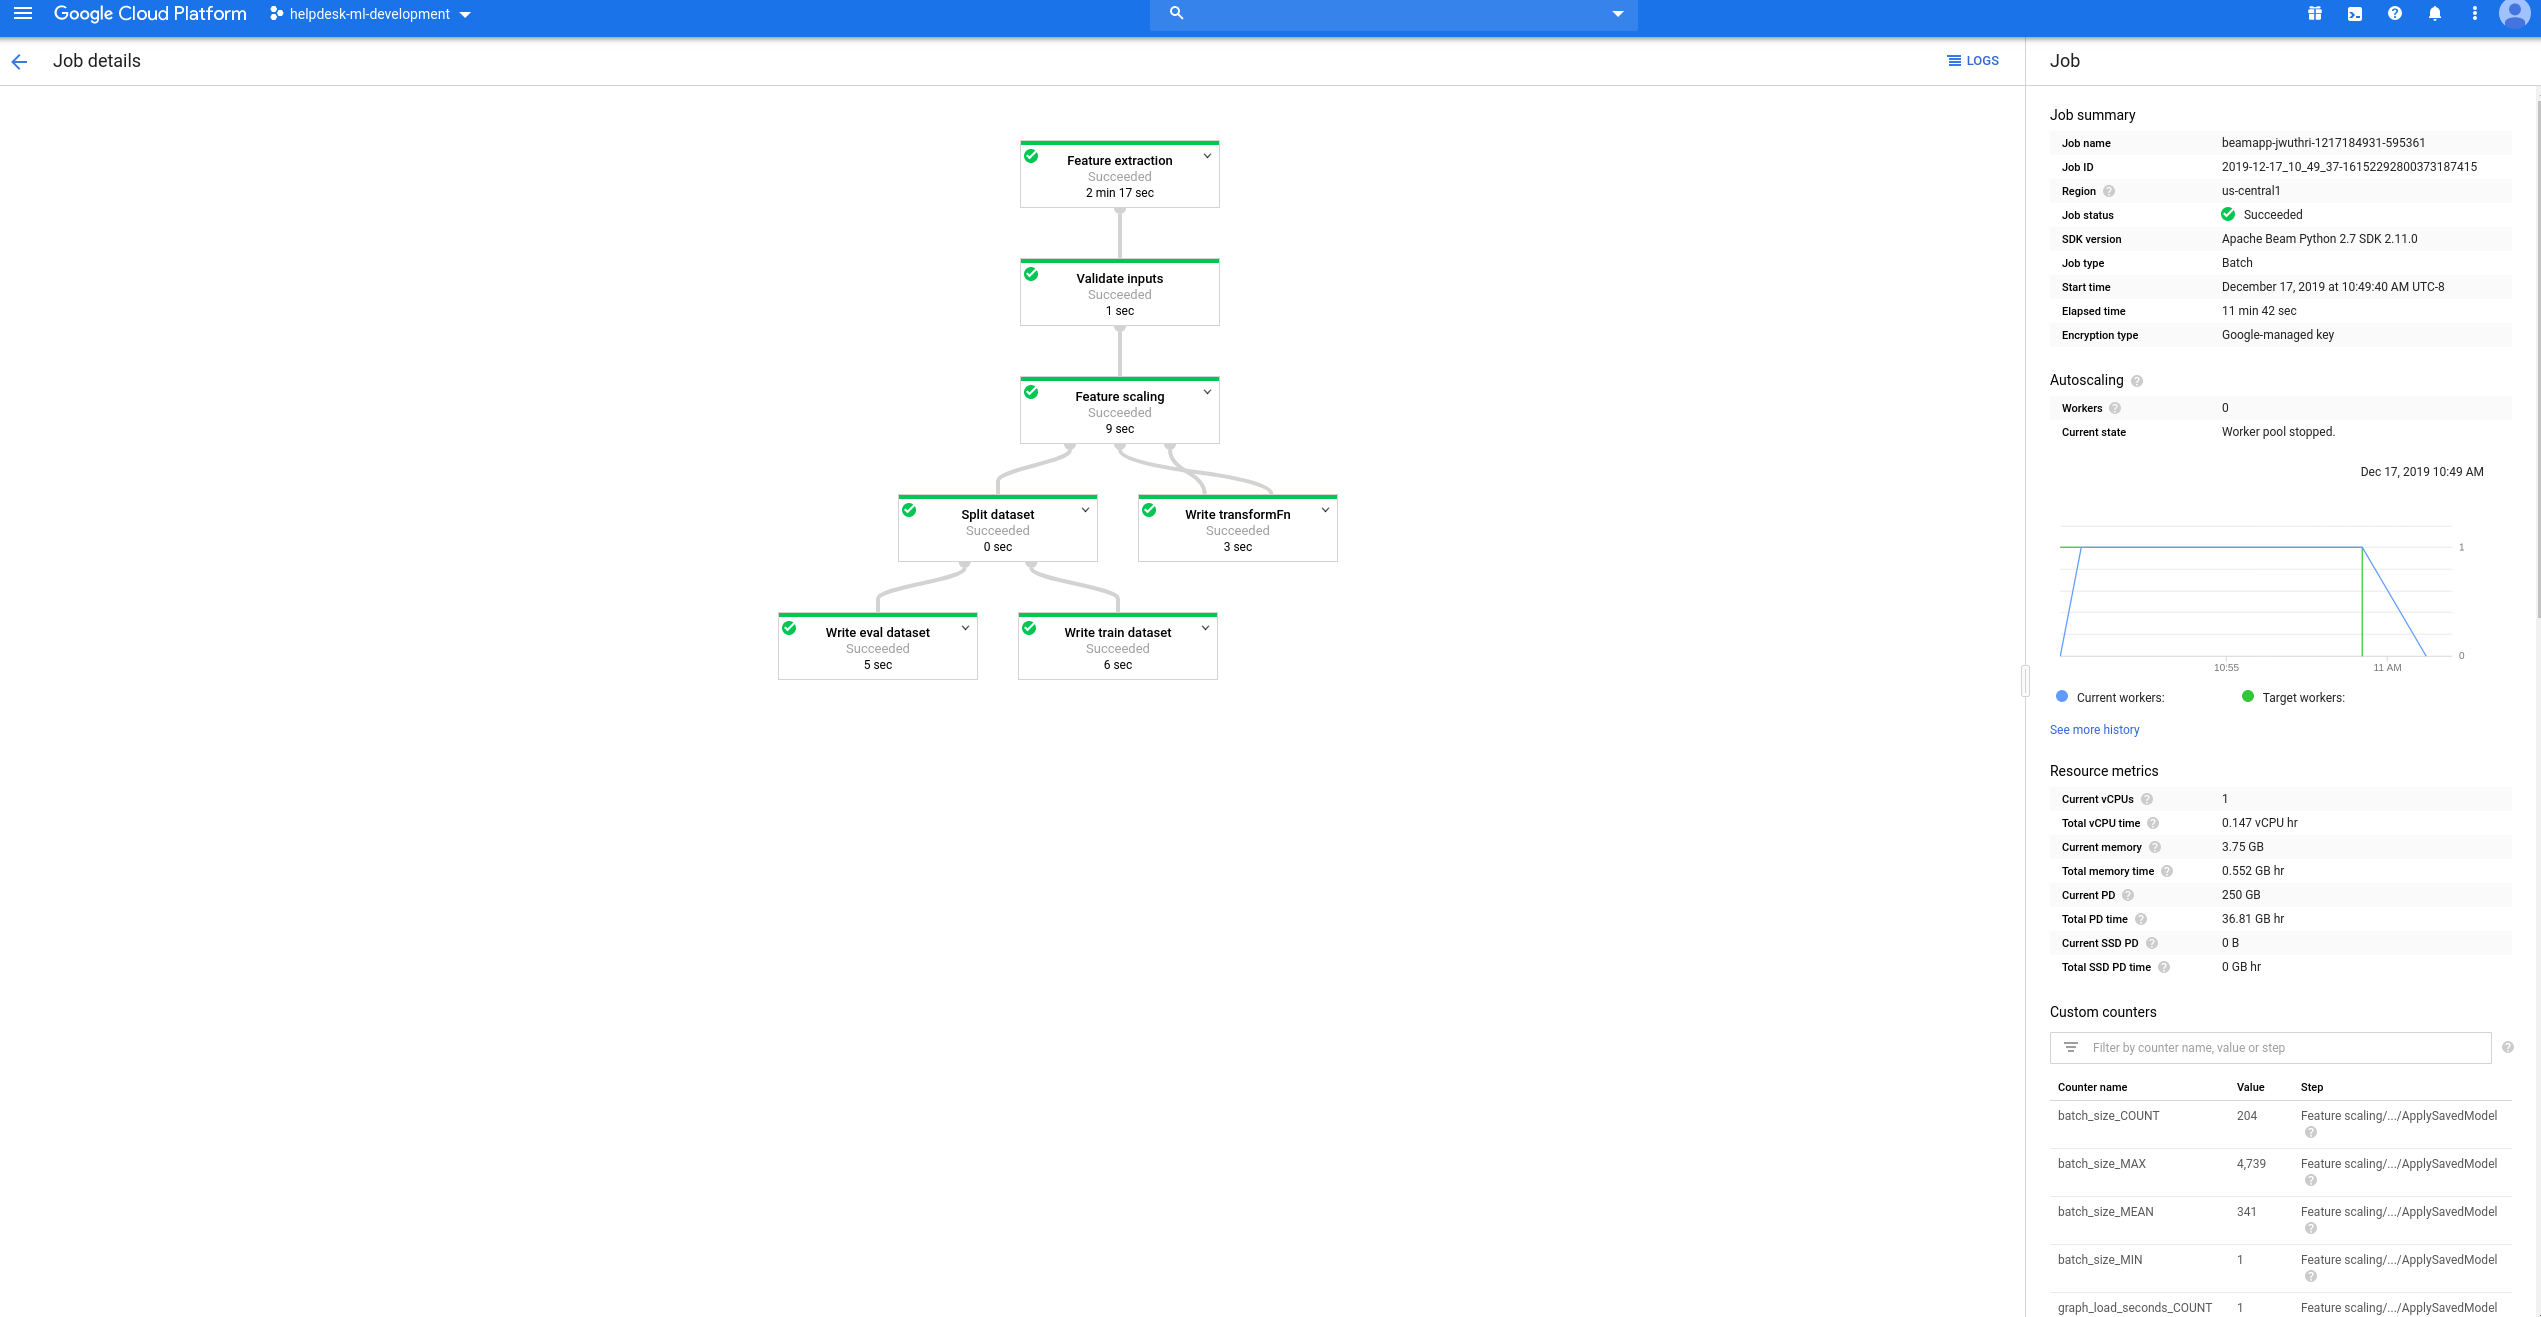 Google Cloud Platform
helpdesk-ml-development
Job details
LOGS
Feature extraction
Succeeded
2 min 17 sec
Validate inputs
Succeeded
1 sec
Feature scaling
Succeeded
9 sec
Split dataset
Succeeded
0 sec
Write transformFn
Succeeded
3 sec
Write eval dataset
Succeeded
5 sec
Write train dataset
Succeeded
6 sec
Job
Job summary
Job name beamapp-jwuthri-1217184931-595361
Job ID 2019-12-17_10_49_37-16152292800373187415
Region ? us-central1
Job status Succeeded
SDK version Apache Beam Python 2.7 SDK 2.11.0
Job type Batch
Start time December 17, 2019 at 10:49:40 AM UTC-8
Elapsed time 11 min 42 sec
Encryption type Google-managed key
Autoscaling ?
Workers ? 0
Current state Worker pool stopped.
Dec 17, 2019 10:49 AM
1
0
10:55 11 AM
Current workers: Target workers:
See more history
Resource metrics
Current vCPUs ? 1
Total vCPU time ? 0.147 vCPU hr
Current memory ? 3.75 GB
Total memory time ? 0.552 GB hr
Current PD ? 250 GB
Total PD time ? 36.81 GB hr
Current SSD PD ? 0 B
Total SSD PD time ? 0 GB hr
Custom counters
Filter by counter name, value or step ?
Counter name Value Step
batch_size_COUNT 204 Feature scaling/.../ApplySavedModel
?
batch_size_MAX 4,739 Feature scaling/.../ApplySavedModel
?
batch_size_MEAN 341 Feature scaling/.../ApplySavedModel
?
batch_size_MIN 1 Feature scaling/.../ApplySavedModel
?
graph_load_seconds_COUNT 1 Feature scaling/.../ApplySavedModel